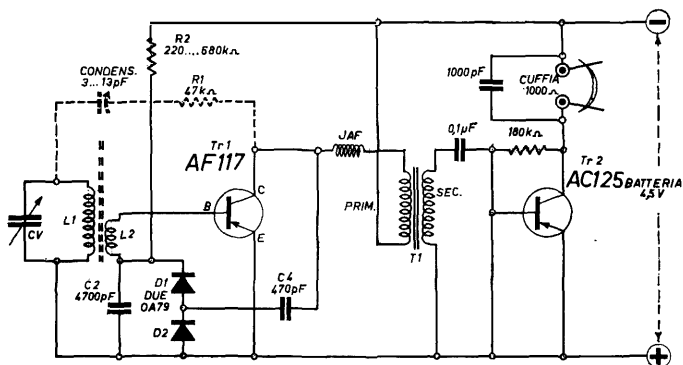 R2
220....680kΩ
CONDENS.
3...13pF
R1
47kΩ
1000pF
CUFFIA
1000Ω
Tr1
AF117
JAF
0,1µF
180kΩ
Tr2
AC125
BATTERIA
4,5V
C
B
E
CV
L1
L2
PRIM.
SEC.
T1
C2
4700pF
D1
DUE
OA79
D2
C4
470pF